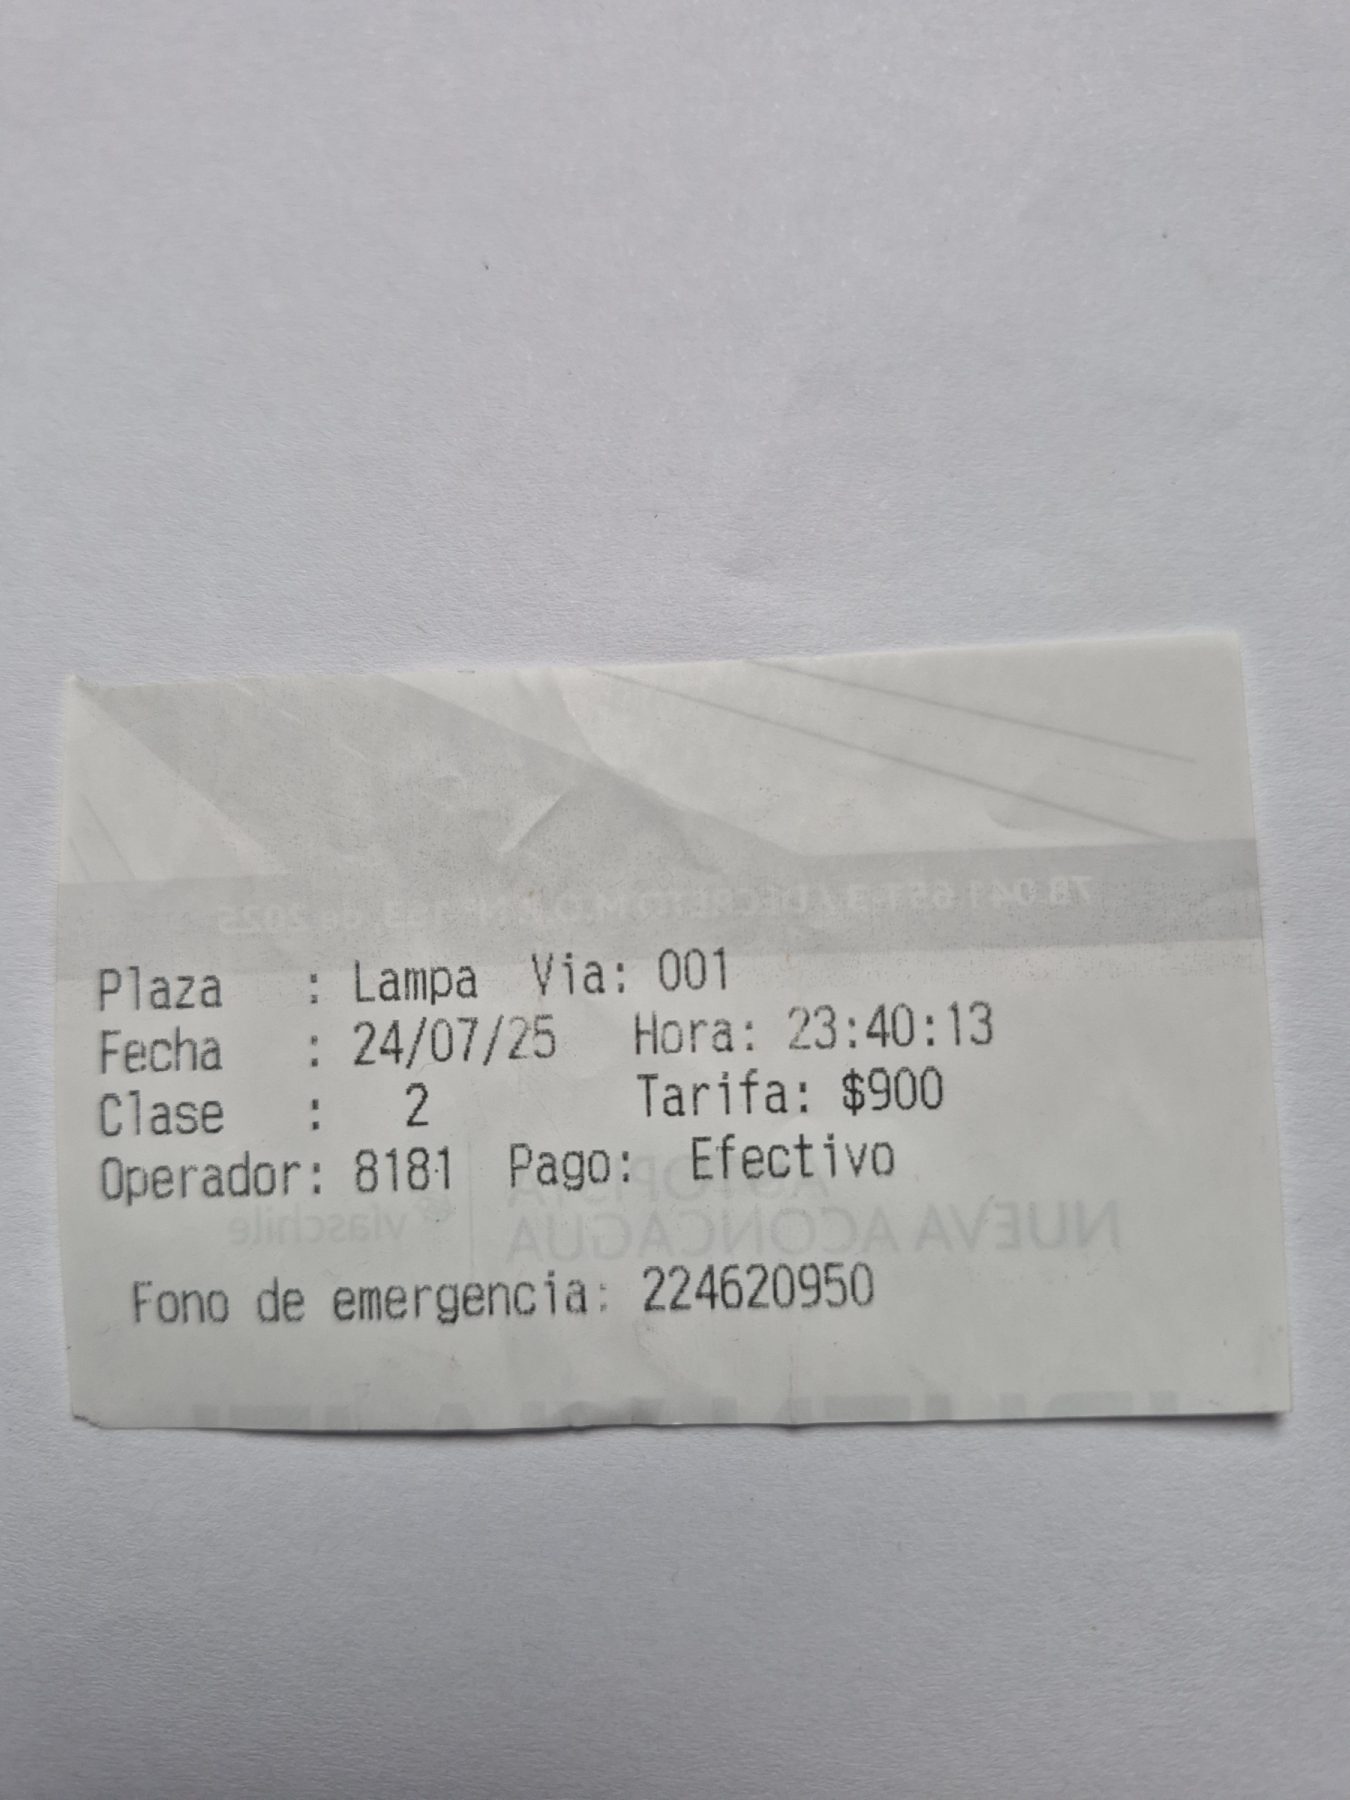 Plaza : Lampa Via: 001
Fecha : 24/07/25 Hora: 23:40:13
Clase : 2 Tarifa: $900
Operador: 8181 Pago: Efectivo
AUTOPISTA
víaschile NUEVA ACONCAGUA
Fono de emergencia: 224620950